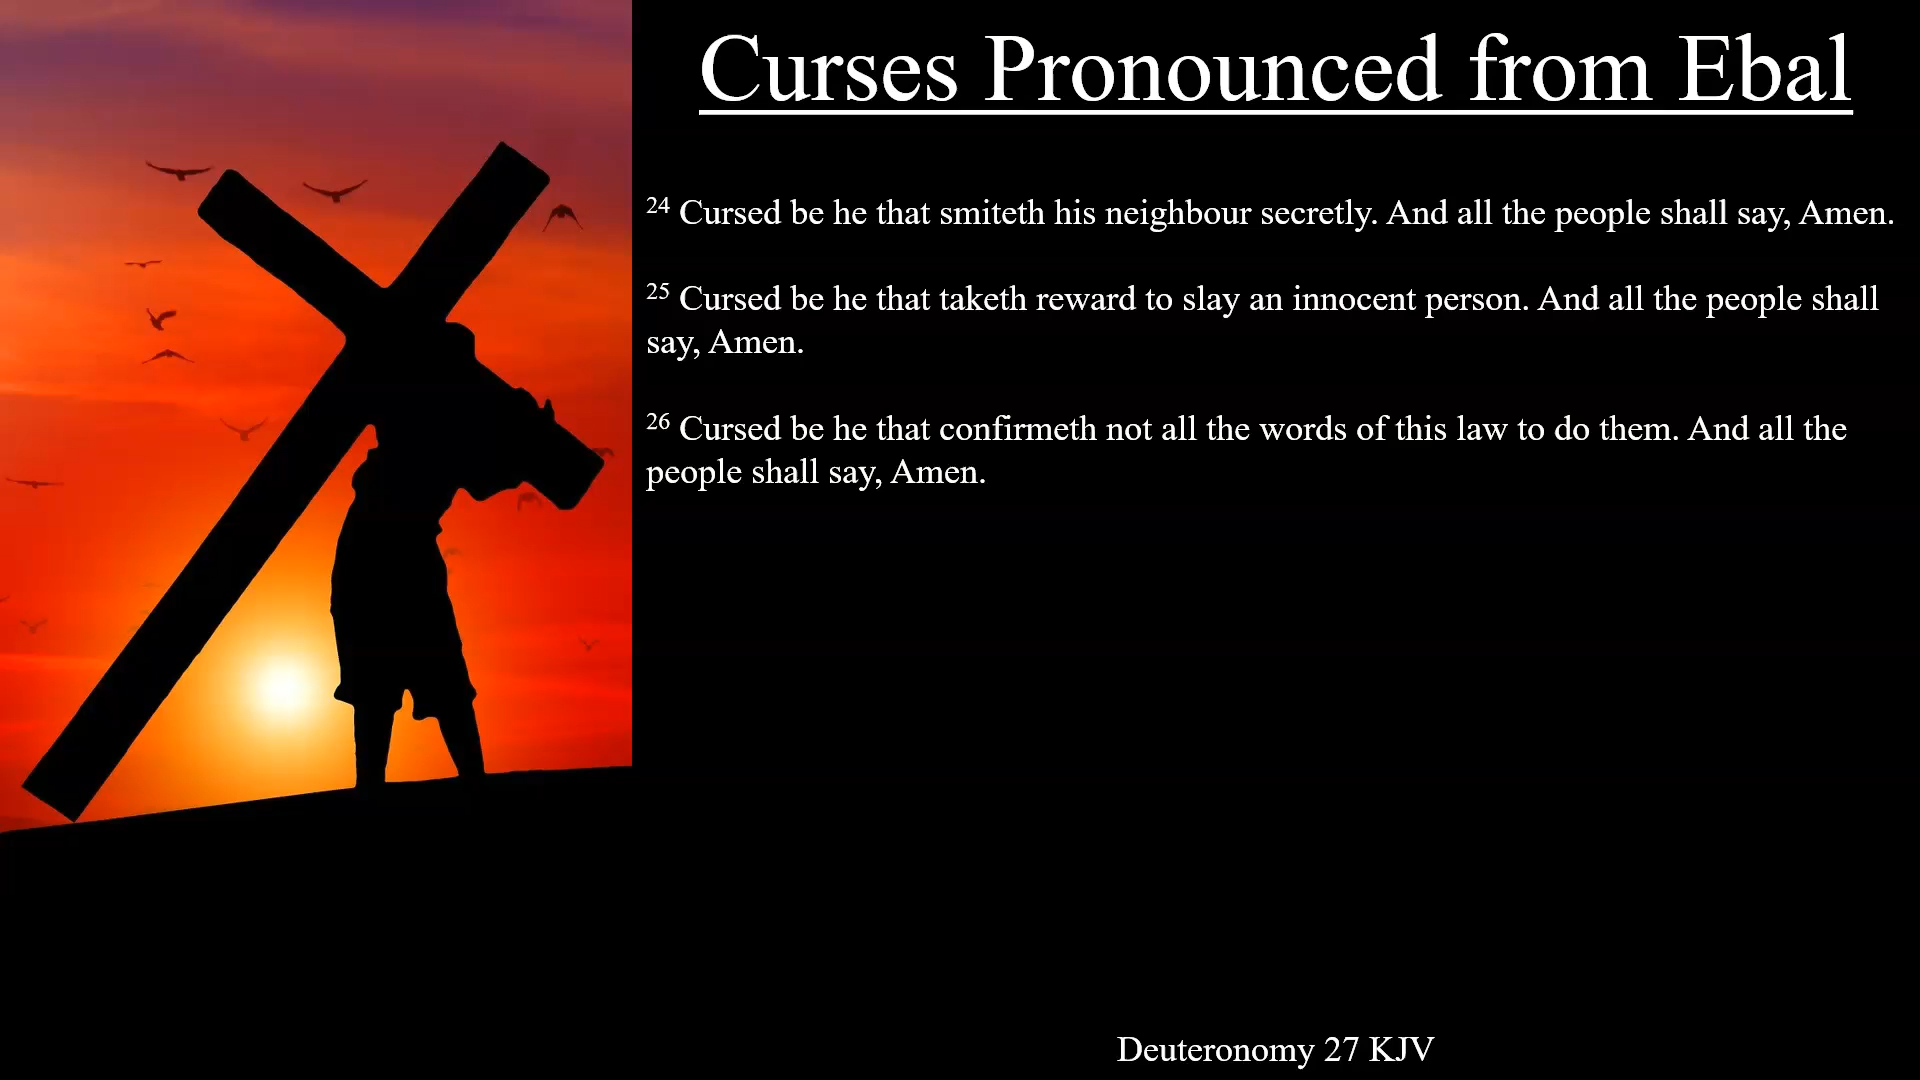 Curses Pronounced from Ebal
24 Cursed be he that smiteth his neighbour secretly. And all the people shall say, Amen.
25 Cursed be he that taketh reward to slay an innocent person. And all the people shall
say, Amen.
26 Cursed be he that confirmeth not all the words of this law to do them. And all the
people shall say, Amen.
Deuteronomy 27 KJV